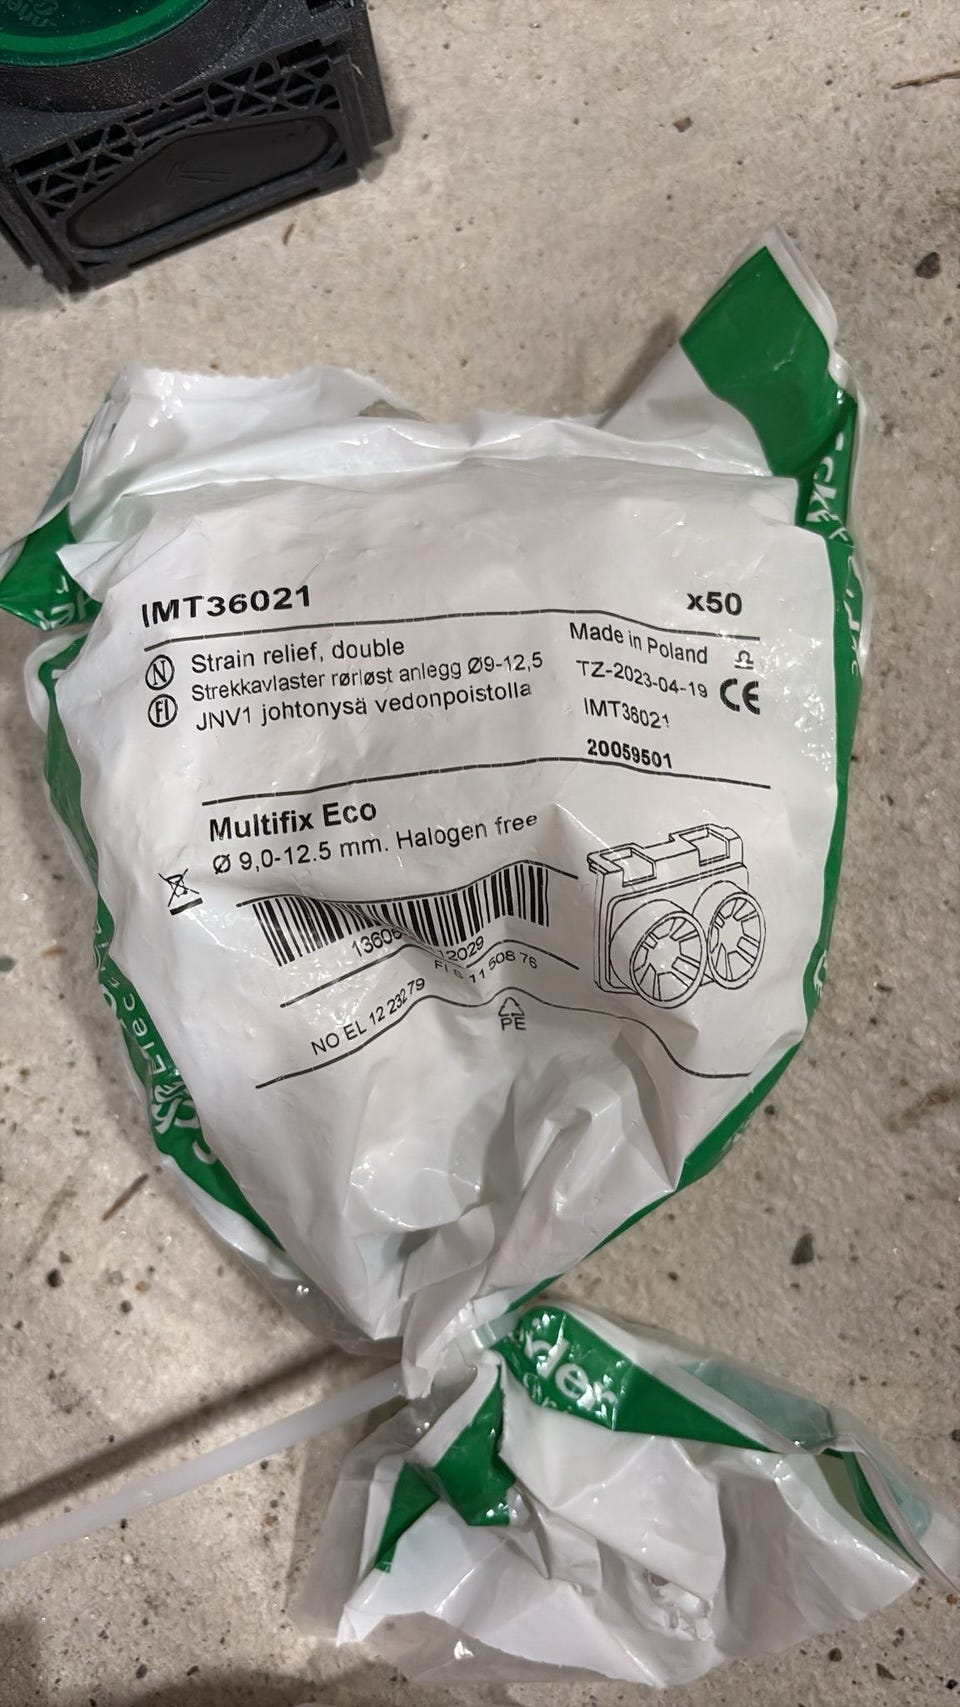 IMT36021
x50
N Strain relief, double
Strekkavlaster rørløst anlegg Ø9-12,5
FI JNV1 johtonysä vedonpoistolla
Made in Poland
TZ-2023-04-19 CE
IMT36021
20059501
Multifix Eco
Ø 9,0-12.5 mm. Halogen free
NO EL 12 232 79
PE